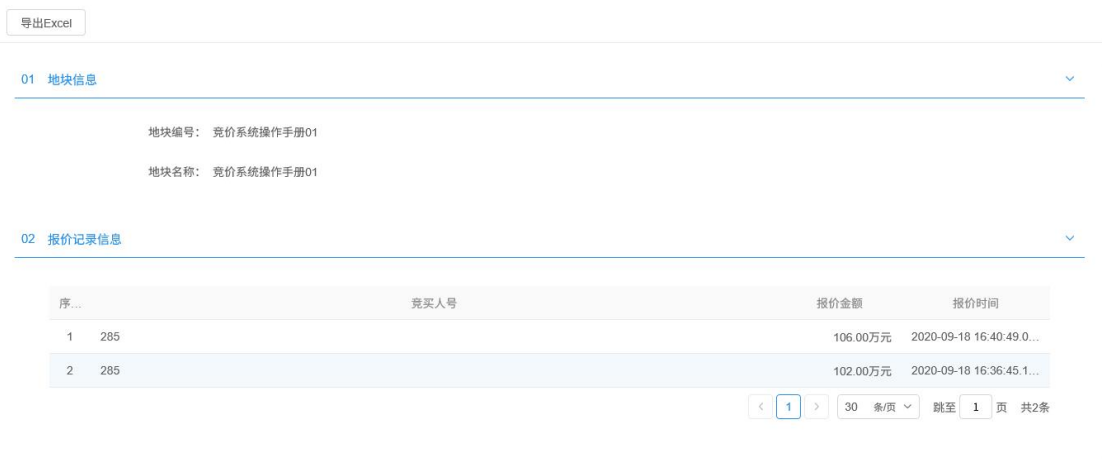 导出Excel
01 地块信息
地块编号： 竞价系统操作手册01
地块名称： 竞价系统操作手册01
02 报价记录信息
序... 竞买人号 报价金额 报价时间
1 285 106.00万元 2020-09-18 16:40:49.0...
2 285 102.00万元 2020-09-18 16:36:45.1...
1 30 条/页 跳至 1 页 共2条